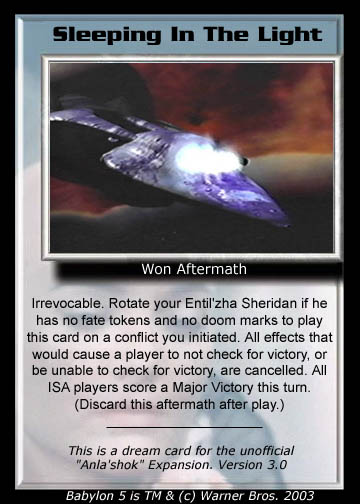 Sleeping In The Light
Won Aftermath
Irrevocable. Rotate your Entil'zha Sheridan if he
has no fate tokens and no doom marks to play
this card on a conflict you initiated. All effects that
would cause a player to not check for victory, or
be unable to check for victory, are cancelled. All
ISA players score a Major Victory this turn.
(Discard this aftermath after play.)
This is a dream card for the unofficial
"Anla'shok" Expansion. Version 3.0
Babylon 5 is TM & (c) Warner Bros. 2003